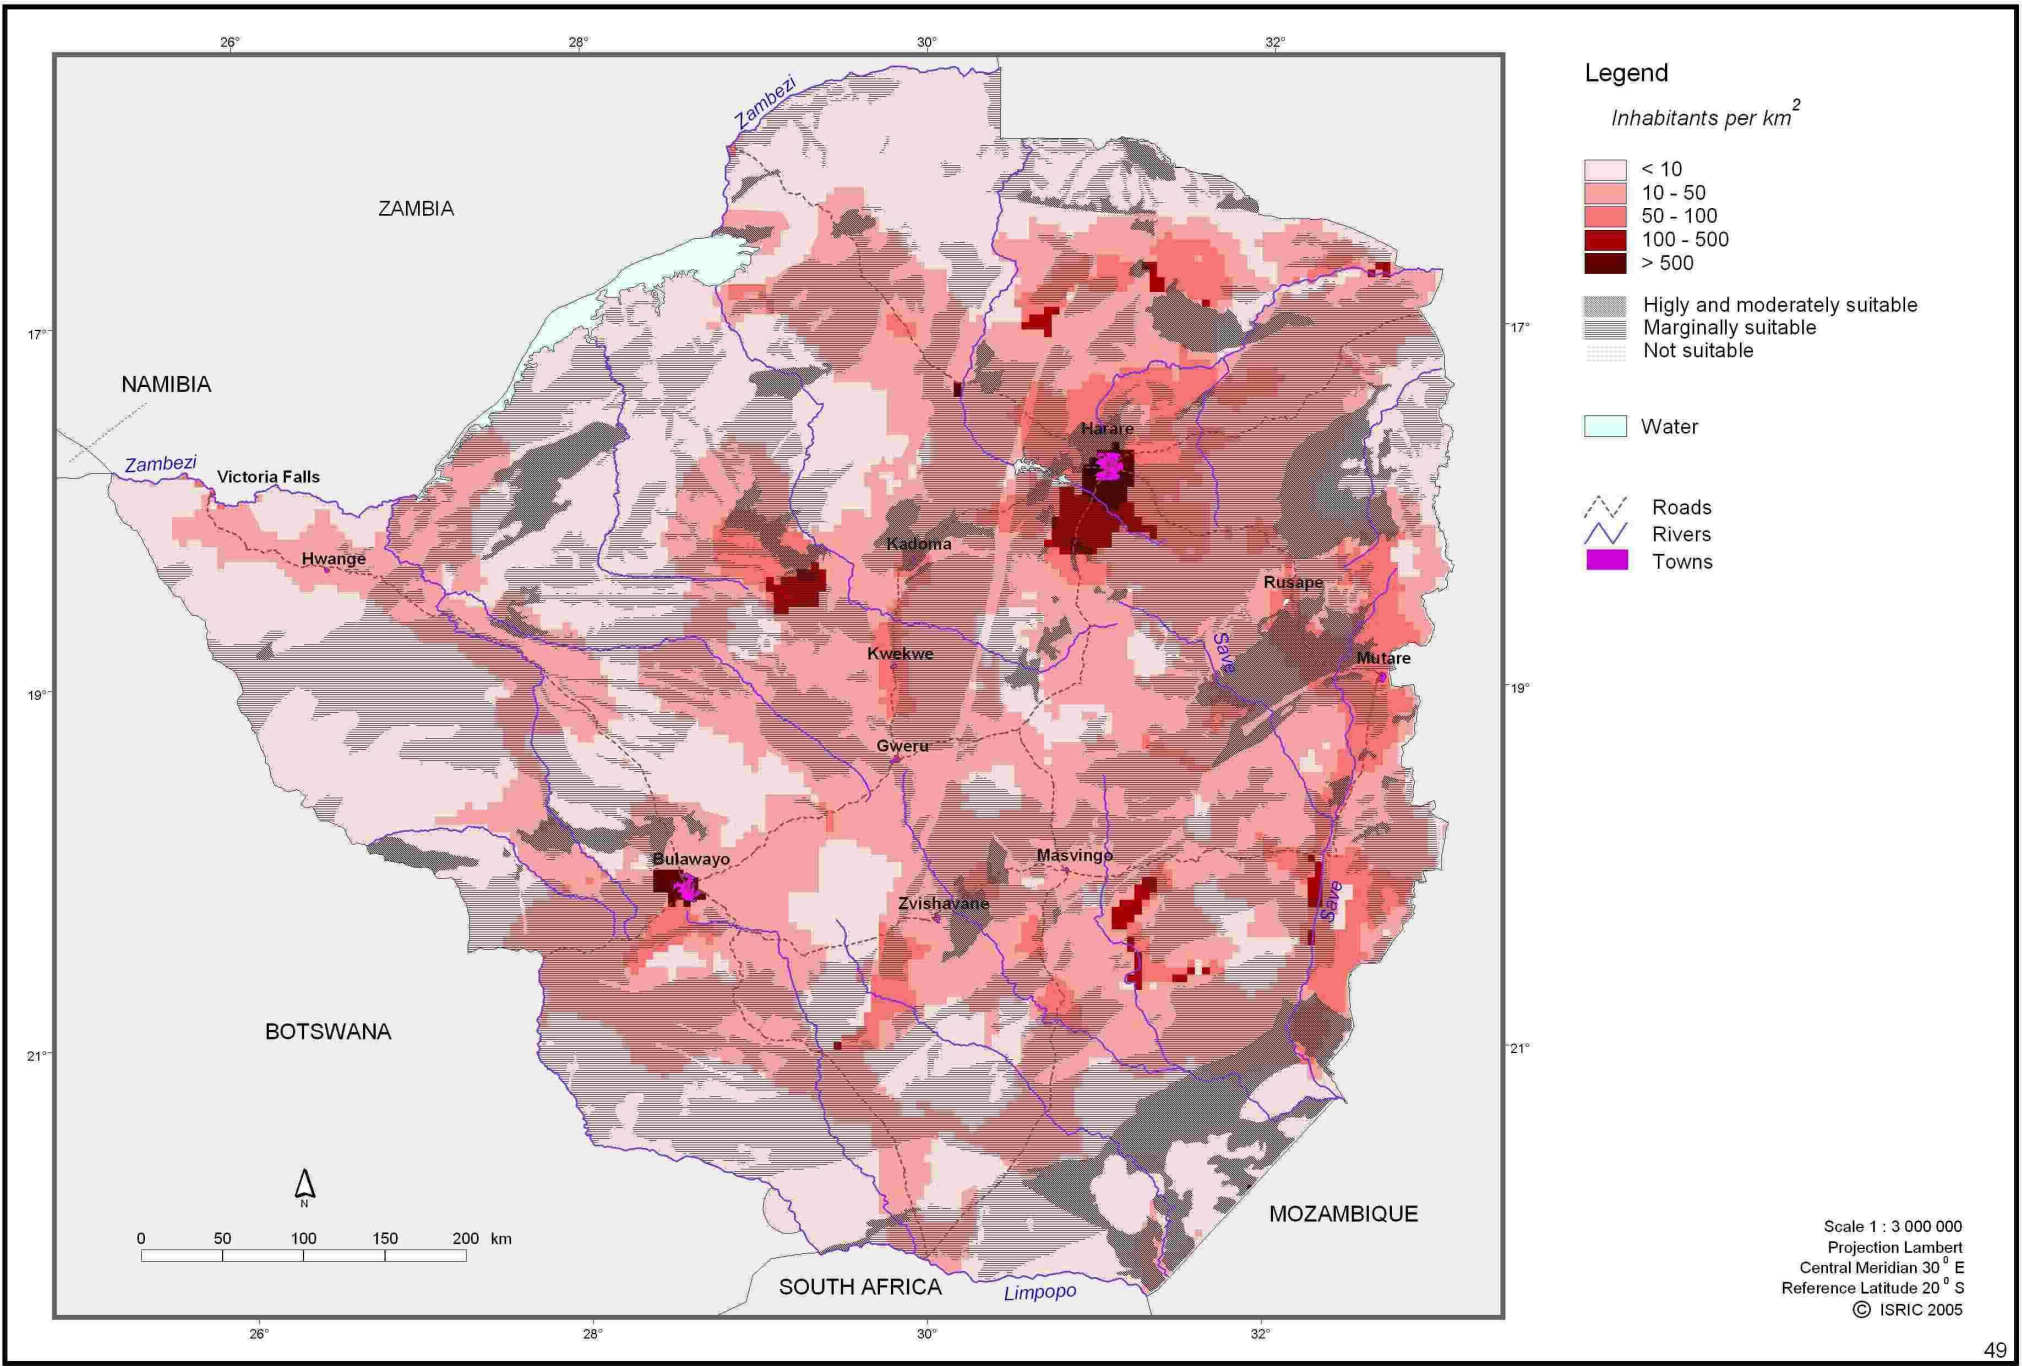 26°
28°
30°
32°
Legend
Inhabitants per km2
< 10
10 - 50
50 - 100
100 - 500
> 500
Higly and moderately suitable
Marginally suitable
Not suitable
Water
Roads
Rivers
Towns
Zambezi
ZAMBIA
17°
17°
NAMIBIA
Harare
Zambezi
Victoria Falls
Kadoma
Hwange
Rusape
Save
Kwekwe
Mutare
19°
19°
Gweru
Bulawayo
Masvingo
Zvishavane
Save
BOTSWANA
21°
21°
N
MOZAMBIQUE
0 50 100 150 200 km
SOUTH AFRICA
Limpopo
Scale 1 : 3 000 000
Projection Lambert
Central Meridian 30 0 E
Reference Latitude 20 0 S
© ISRIC 2005
26°
28°
30°
32°
49